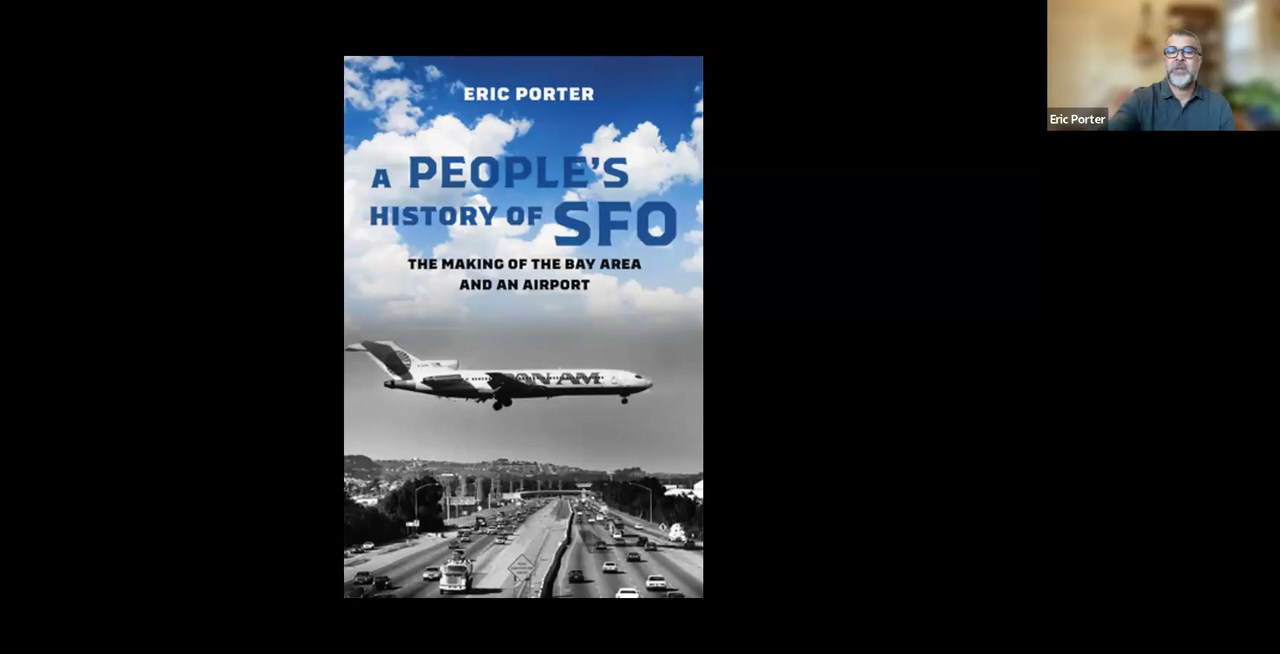 ERIC PORTER
A PEOPLE'S
HISTORY OF SFO
THE MAKING OF THE BAY AREA
AND AN AIRPORT
PAN AM
Eric Porter